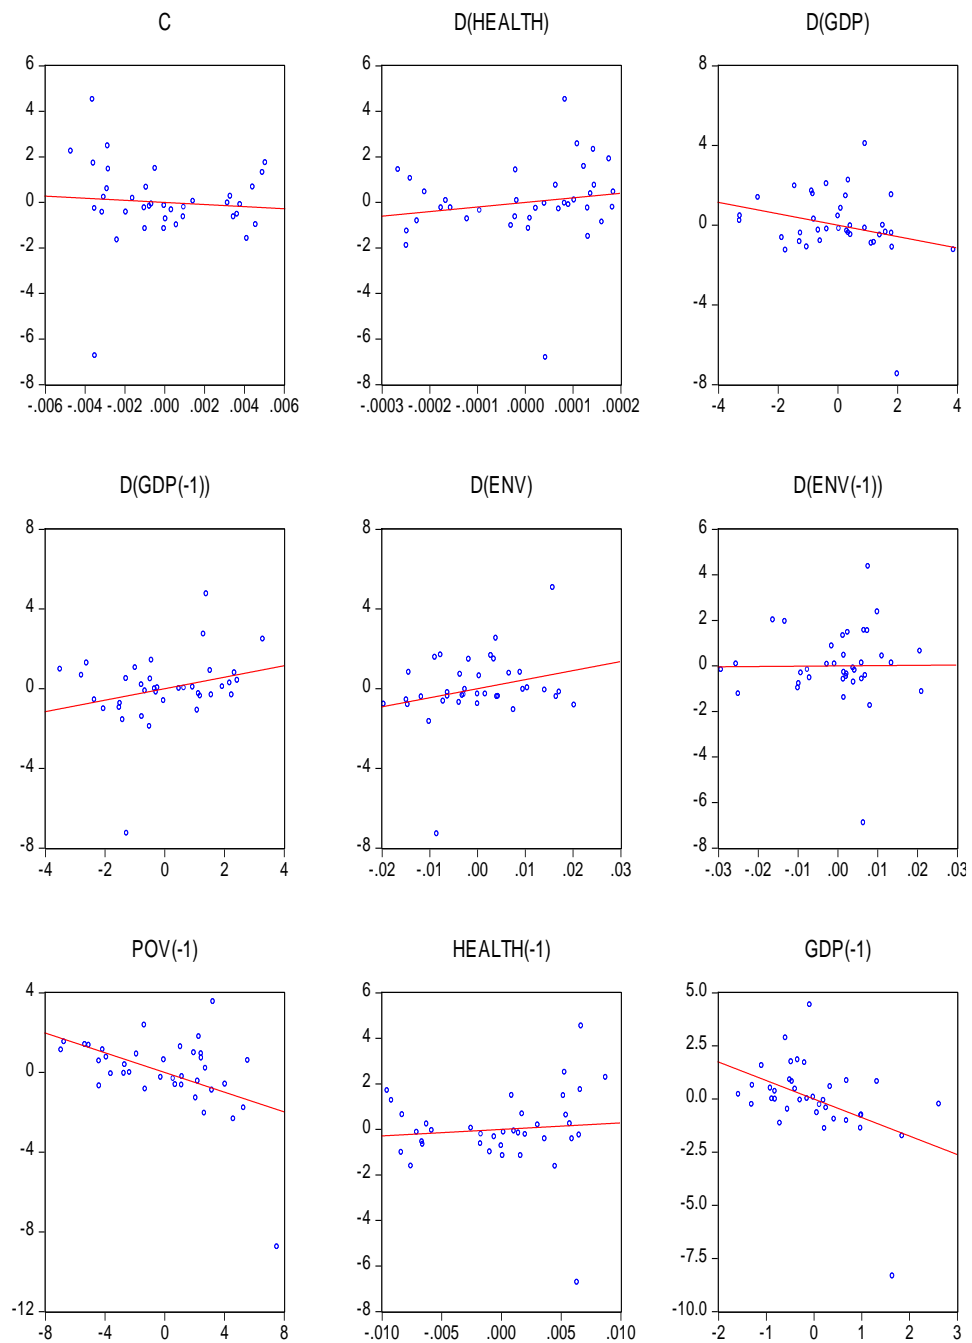 C D(HEALTH) D(GDP)
6 6 8
4 4
2 2 4
0 0 0
-2 -2
-4 -4 -4
-6 -6
-8 -8 -8
-.006 -.004 -.002 .000 .002 .004 .006 -.0003 -.0002 -.0001 .0000 .0001 .0002 -4 -2 0 2 4
D(GDP(-1)) D(ENV) D(ENV(-1))
8 8 6
4 4 4
2
0 0 0
-2
-4 -4 -4
-6
-8 -8 -8
-4 -2 0 2 4 -.02 -.01 .00 .01 .02 .03 -.03 -.02 -.01 .00 .01 .02 .03
POV(-1) HEALTH(-1) GDP(-1)
4 6 5.0
4
2 2.5
0 0 0.0
-2
-4 -2.5
-4 -5.0
-8 -6 -7.5
-12 -8 -10.0
-8 -4 0 4 8 -.010 -.005 .000 .005 .010 -2 -1 0 1 2 3